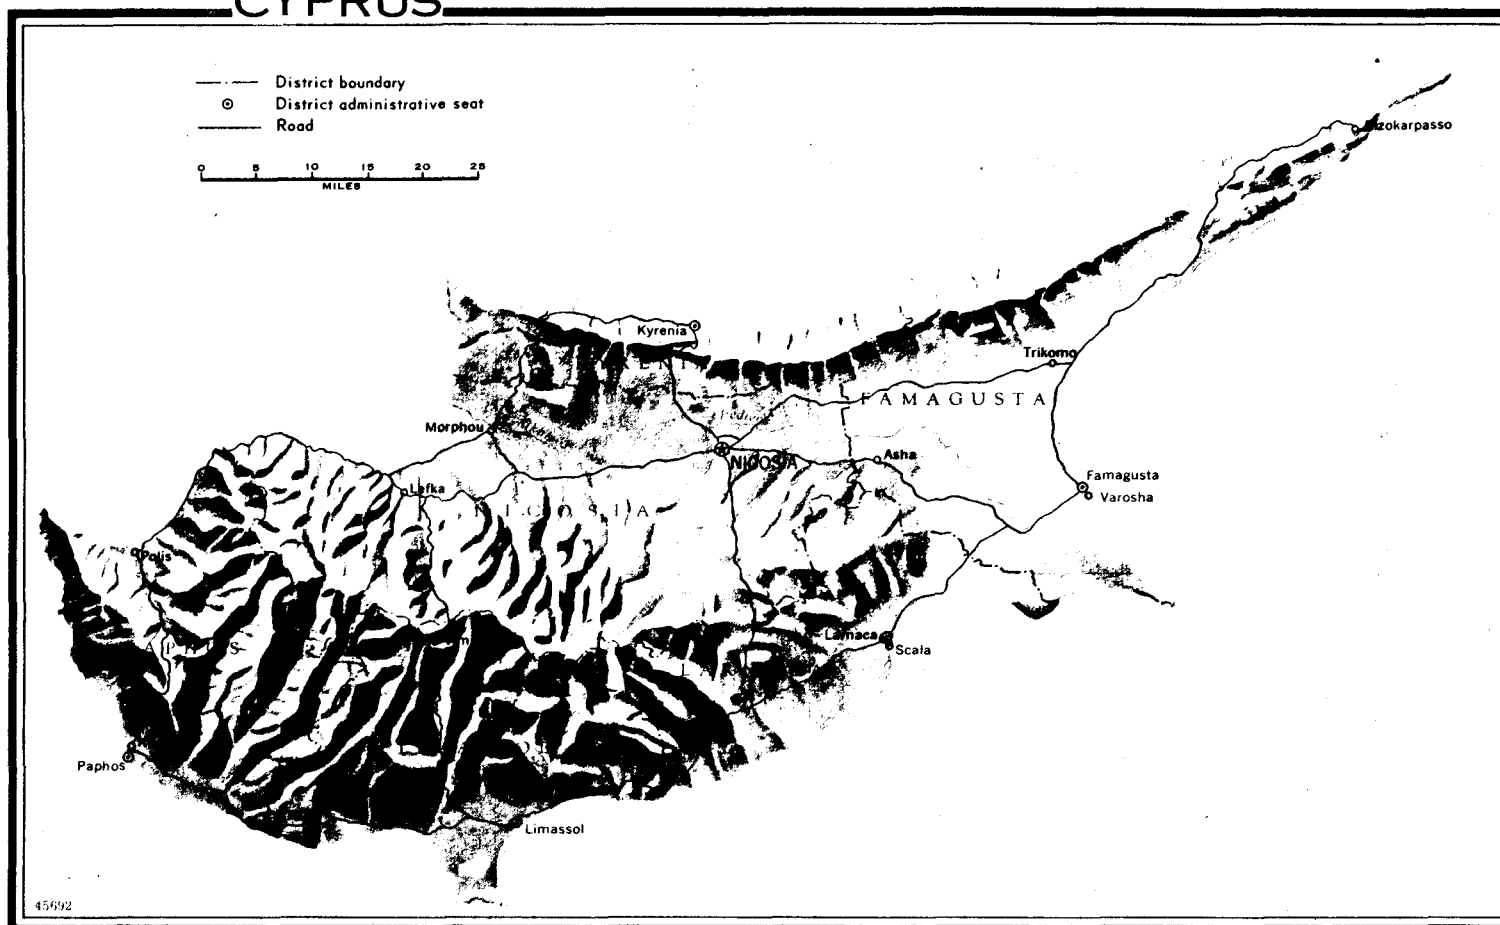 CYPRUS
District boundary
District administrative seat
Road
0 5 10 15 20 25
MILES
Kyrenia
Trikomo
FAMAGUSTA
Morphou
NICOSIA
Asha
Famagusta
Varosha
Lefka
NICOSIA
Polis
Larnaca
Scala
Paphos
Limassol
45692